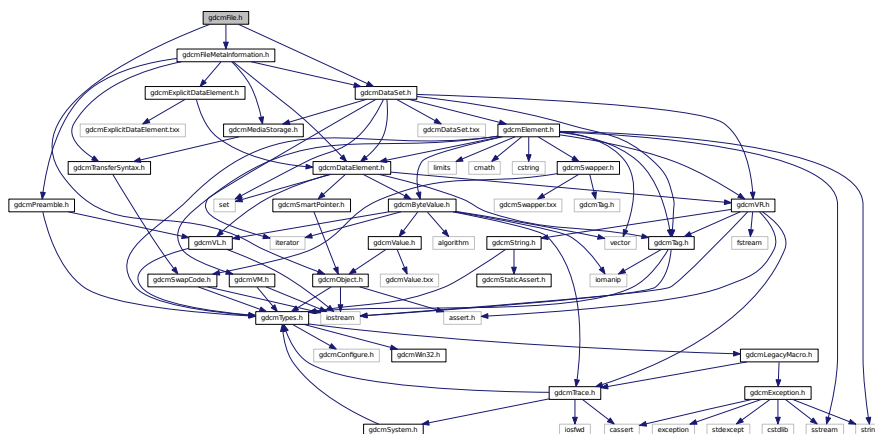 gdcmFile.h
gdcmFileMetaInformation.h
gdcmExplicitDataElement.h
gdcmDataSet.h
gdcmExplicitDataElement.txx
gdcmMediaStorage.h
gdcmDataSet.txx
gdcmElement.h
gdcmTransferSyntax.h
gdcmDataElement.h
limits
cmath
cstring
gdcmSwapper.h
gdcmPreamble.h
set
gdcmSmartPointer.h
gdcmByteValue.h
gdcmSwapper.txx
gdcmTag.h
gdcmVR.h
gdcmVL.h
iterator
gdcmValue.h
algorithm
gdcmString.h
vector
gdcmTag.h
fstream
gdcmSwapCode.h
gdcmVM.h
gdcmObject.h
gdcmValue.txx
gdcmStaticAssert.h
iomanip
gdcmTypes.h
iostream
assert.h
gdcmConfigure.h
gdcmWin32.h
gdcmLegacyMacro.h
gdcmTrace.h
gdcmException.h
gdcmSystem.h
iosfwd
cassert
exception
stdexcept
cstdlib
sstream